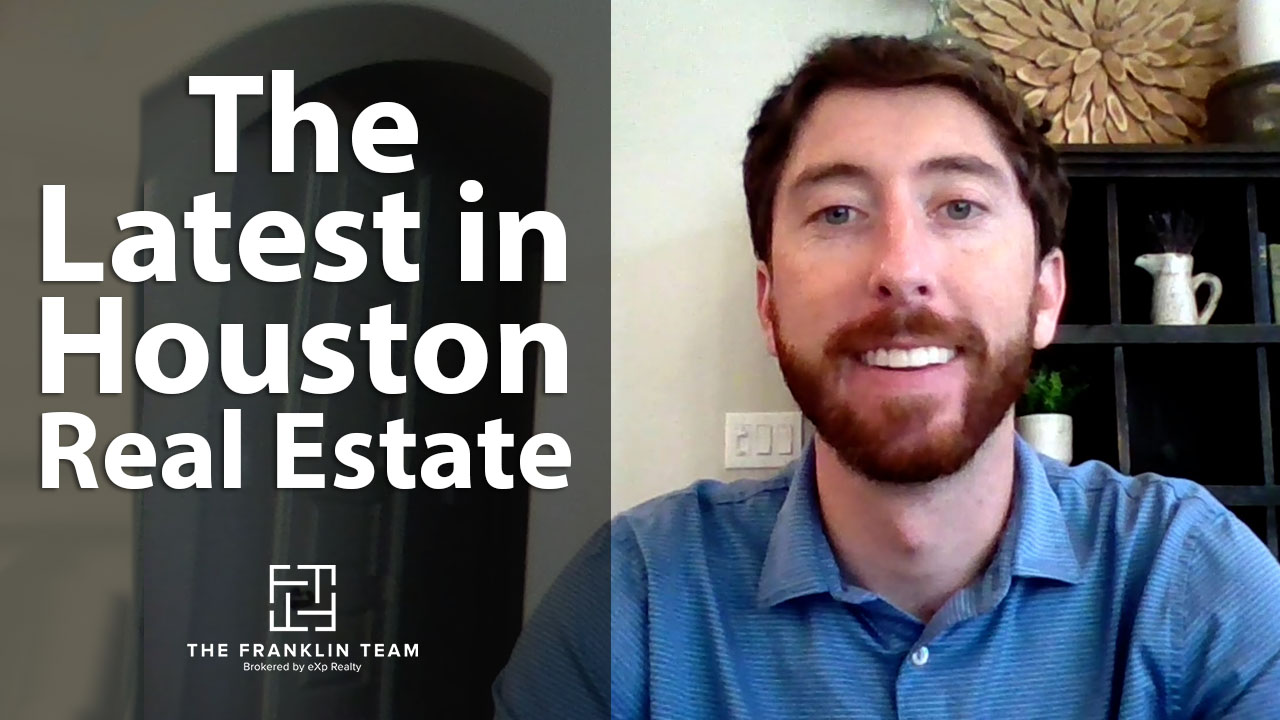 The
Latest in
Houston
Real Estate
THE FRANKLIN TEAM
Brokered by eXp Realty